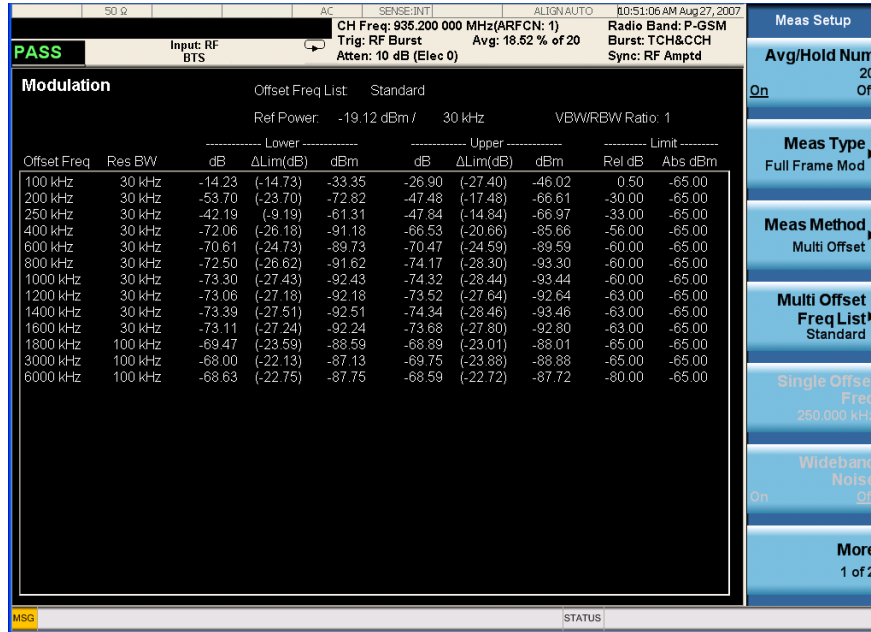 50 Ω AC SENSE:INT ALIGN AUTO 10:51:06 AM Aug 27, 2007
CH Freq: 935.200 000 MHz(ARFCN: 1) Radio Band: P-GSM
PASS Input: RF Trig: RF Burst Avg: 18.52 % of 20 Burst: TCH&CCH
BTS Atten: 10 dB (Elec 0) Sync: RF Amptd
Modulation Offset Freq List: Standard
Ref Power: -19.12 dBm / 30 kHz VBW/RBW Ratio: 1
------------ Lower ------------ ------------ Upper ------------ ---------- Limit ---------
Offset Freq Res BW dB ΔLim(dB) dBm dB ΔLim(dB) dBm Rel dB Abs dBm
100 kHz 30 kHz -14.23 (-14.73) -33.35 -26.90 (-27.40) -46.02 0.50 -65.00
200 kHz 30 kHz -53.70 (-23.70) -72.82 -47.48 (-17.48) -66.61 -30.00 -65.00
250 kHz 30 kHz -42.19 (-9.19) -61.31 -47.84 (-14.84) -66.97 -33.00 -65.00
400 kHz 30 kHz -72.06 (-26.18) -91.18 -66.53 (-20.66) -85.66 -56.00 -65.00
600 kHz 30 kHz -70.61 (-24.73) -89.73 -70.47 (-24.59) -89.59 -60.00 -65.00
800 kHz 30 kHz -72.50 (-26.62) -91.62 -74.17 (-28.30) -93.30 -60.00 -65.00
1000 kHz 30 kHz -73.30 (-27.43) -92.43 -74.32 (-28.44) -93.44 -60.00 -65.00
1200 kHz 30 kHz -73.06 (-27.18) -92.18 -73.52 (-27.64) -92.64 -63.00 -65.00
1400 kHz 30 kHz -73.39 (-27.51) -92.51 -74.34 (-28.46) -93.46 -63.00 -65.00
1600 kHz 30 kHz -73.11 (-27.24) -92.24 -73.68 (-27.80) -92.80 -63.00 -65.00
1800 kHz 100 kHz -69.47 (-23.59) -88.59 -68.89 (-23.01) -88.01 -65.00 -65.00
3000 kHz 100 kHz -68.00 (-22.13) -87.13 -69.75 (-23.88) -88.88 -65.00 -65.00
6000 kHz 100 kHz -68.63 (-22.75) -87.75 -68.59 (-22.72) -87.72 -80.00 -65.00
MSG STATUS
Meas Setup
Avg/Hold Num
20
On Of
Meas Type
Full Frame Mod
Meas Method
Multi Offset
Multi Offset
Freq List
Standard
Single Offse
Fre
250.000 kH
Wideban
Nois
On Of
More
1 of 2